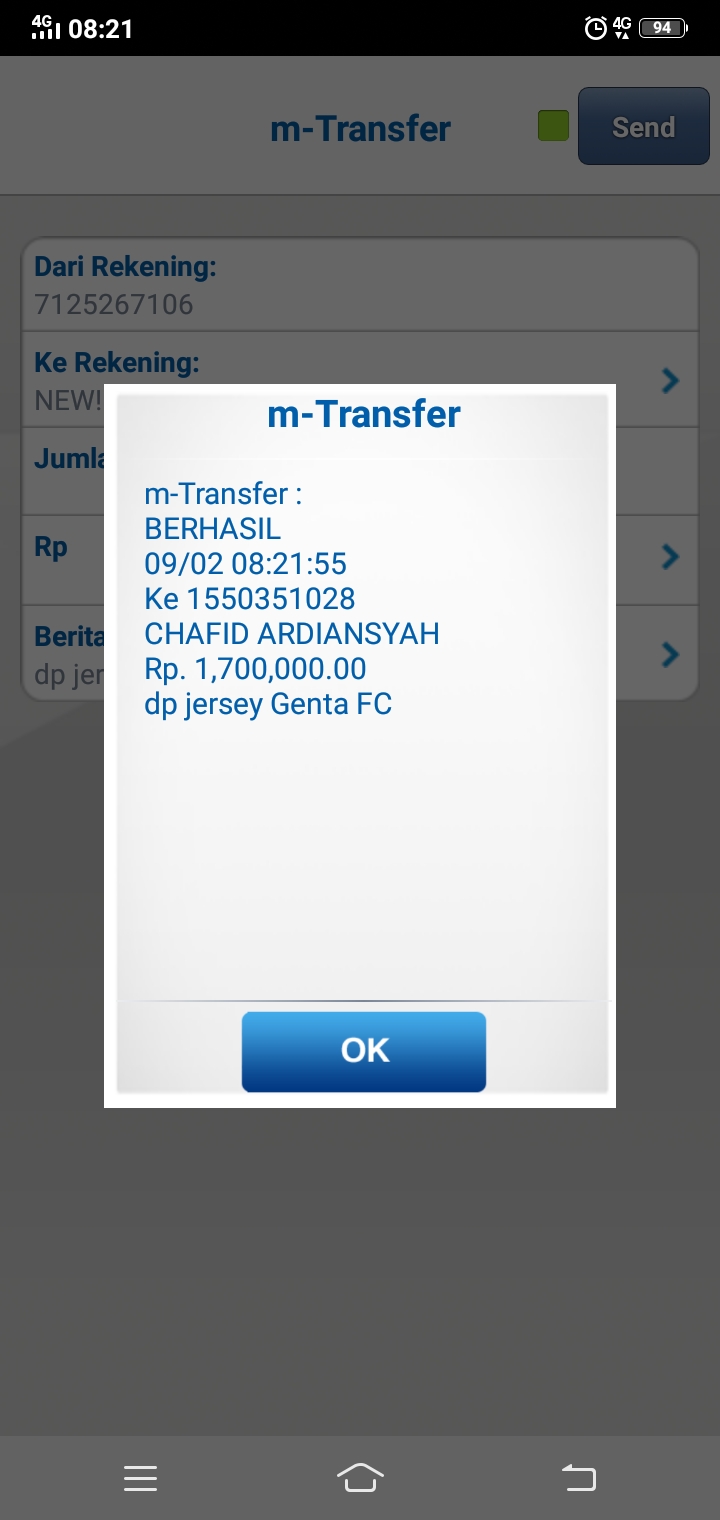 4G 08:21 4G 94
m-Transfer Send
Dari Rekening:
7125267106
Ke Rekening:
NEW!
m-Transfer
Rp
dp jer
m-Transfer :
BERHASIL
09/02 08:21:55
Ke 1550351028
CHAFID ARDIANSYAH
Rp. 1,700,000.00
dp jersey Genta FC
OK